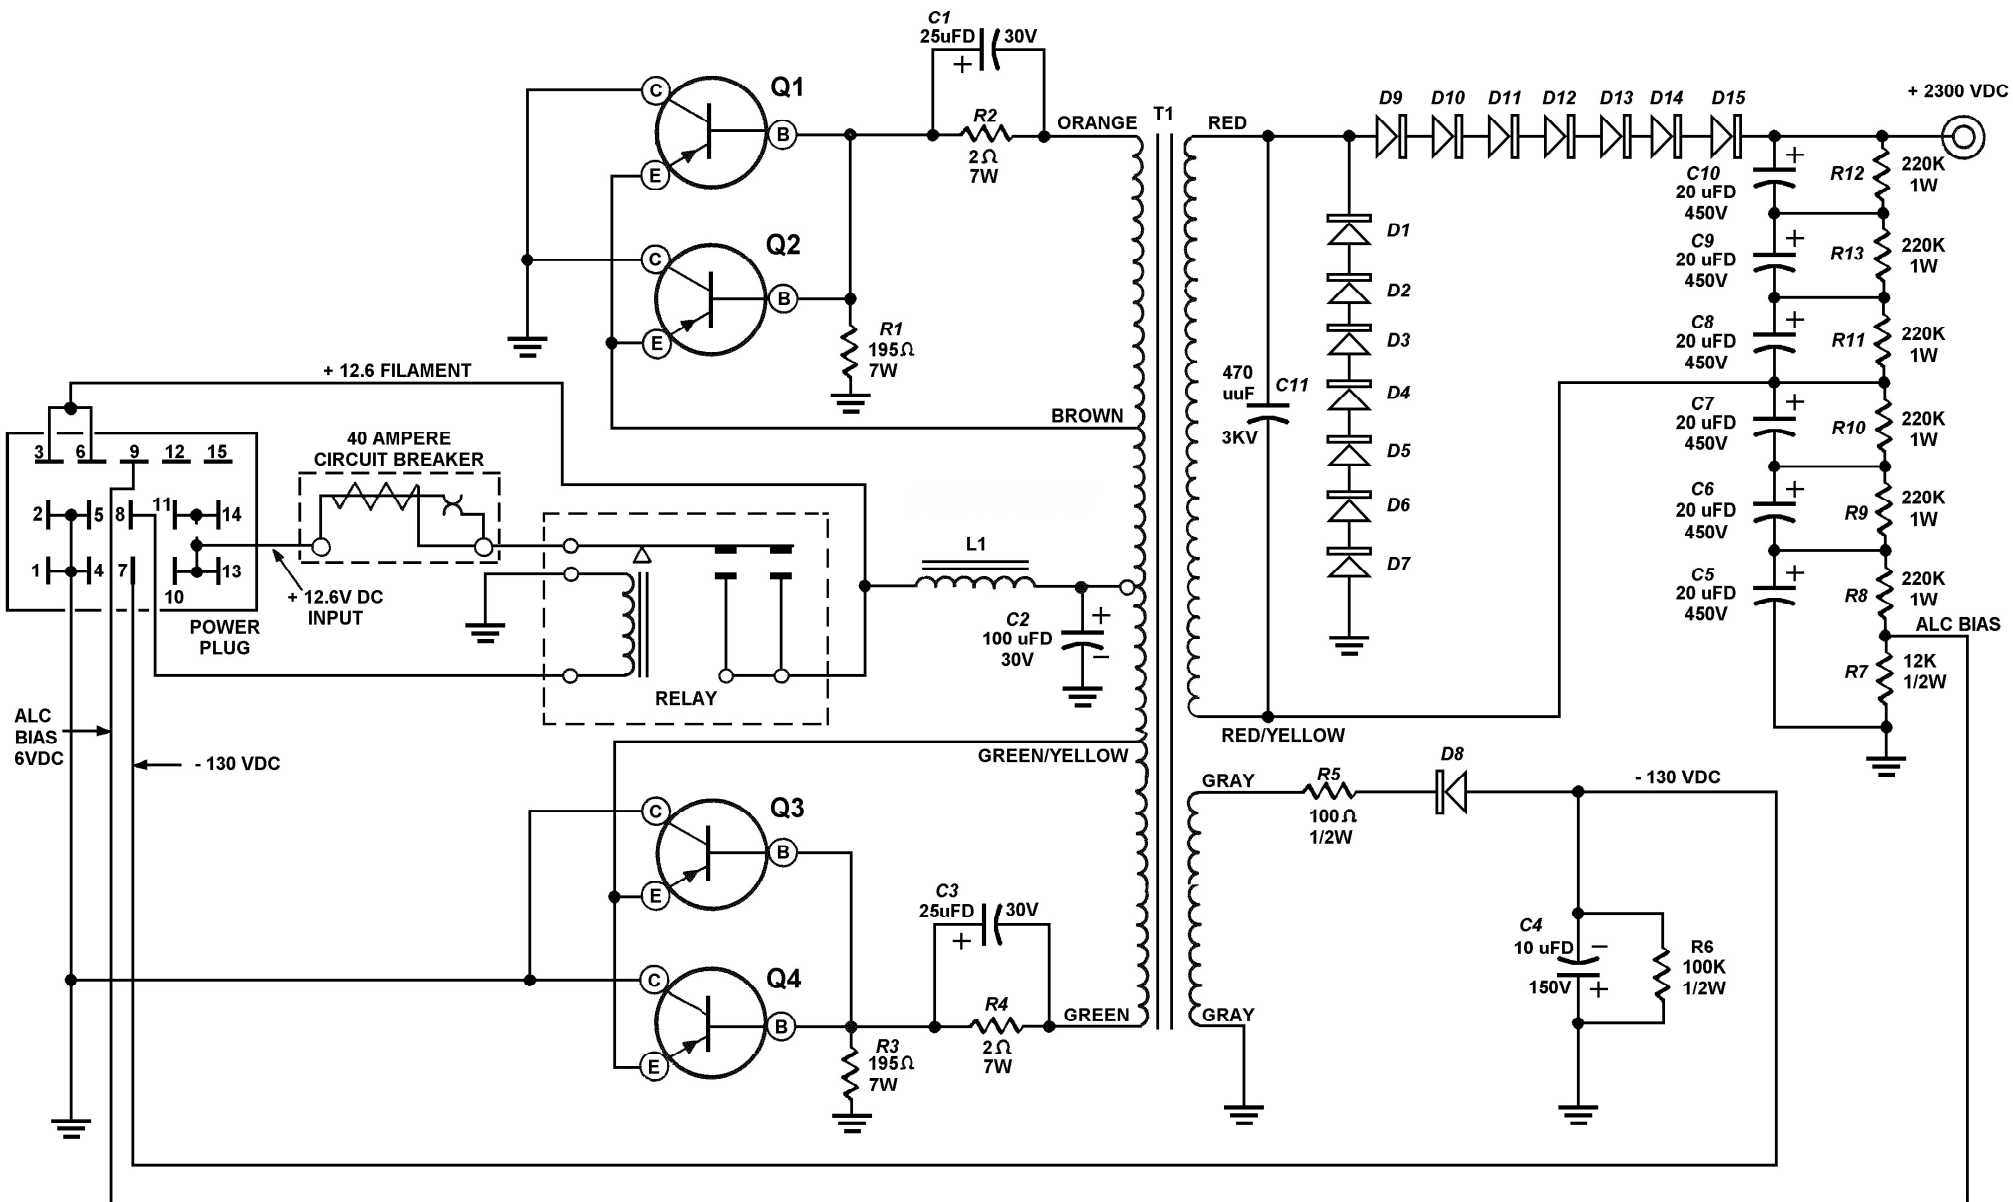 C1
25uFD
30V
+
Q1
C
B
E
R2
2Ω
7W
ORANGE
T1
RED
D9
D10
D11
D12
D13
D14
D15
+ 2300 VDC
Q2
C
B
E
R1
195Ω
7W
BROWN
+ 12.6 FILAMENT
D1
D2
D3
D4
D5
D6
D7
470
uuF
C11
3KV
+
C10
20 uFD
450V
R12
220K
1W
+
C9
20 uFD
450V
R13
220K
1W
+
C8
20 uFD
450V
R11
220K
1W
+
C7
20 uFD
450V
R10
220K
1W
+
C6
20 uFD
450V
R9
220K
1W
+
C5
20 uFD
450V
R8
220K
1W
ALC BIAS
R7
12K
1/2W
3
6
9
12
15
2
5
8
11
14
1
4
7
10
13
POWER
PLUG
40 AMPERE
CIRCUIT BREAKER
+ 12.6V DC
INPUT
RELAY
L1
C2
100 uFD
30V
+
−
ALC
BIAS
6VDC
- 130 VDC
GREEN/YELLOW
RED/YELLOW
Q3
C
B
E
Q4
C
B
E
R3
195Ω
7W
C3
25uFD
30V
+
R4
2Ω
7W
GREEN
GRAY
R5
100Ω
1/2W
D8
- 130 VDC
C4
10 uFD
150V
−
+
R6
100K
1/2W
GRAY